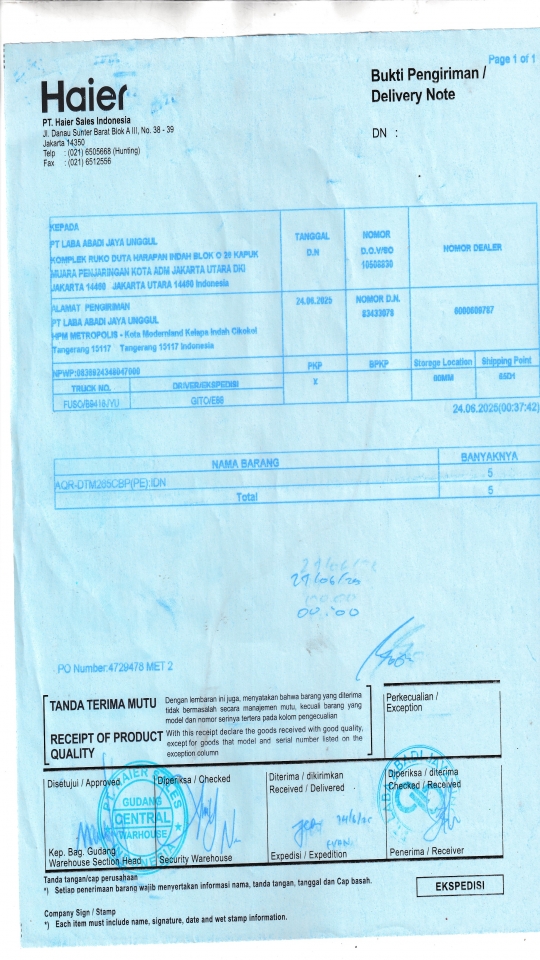 Page 1 of 1
Haier
Bukti Pengiriman /
Delivery Note
PT. Haier Sales Indonesia
Jl. Danau Sunter Barat Blok A III, No. 38 - 39
Jakarta 14350
Telp : (021) 6505668 (Hunting)
Fax : (021) 6512556
DN :
KEPADA
PT LABA ABADI JAYA UNGGUL
KOMPLEK RUKO DUTA HARAPAN INDAH BLOK O 39 KAPUK
MUARA PENJARINGAN KOTA ADM JAKARTA UTARA DKI
JAKARTA 14460 JAKARTA UTARA 14460 Indonesia
TANGGAL
D.N
NOMOR
D.O.V/SO
NOMOR DEALER
ALAMAT PENGIRIMAN
PT LABA ABADI JAYA UNGGUL
HPM METROPOLIS - Kota Modernland Kelapa Indah Cikokol
Tangerang 15117 Tangerang 15117 Indonesia
24.06.2025
NOMOR D.N.
83433078
NPWP:
PKP
BPKP
Storage Location
Shipping Point
TRUCK NO.
DRIVER/EKSPEDISI
X
60MM
GITO/E88
24.06.2025(00:37:42)
NAMA BARANG
BANYAKNYA
AQR-DTM265CBP(PE):IDN
5
Total
5
27/06/25
00:00
PO Number:4729478 MET 2
TANDA TERIMA MUTU
Dengan lembaran ini juga, menyatakan bahwa barang yang diterima
tidak bermasalah secara manajemen mutu, kecuali barang yang
model dan nomor serinya tertera pada kolom pengecualian
RECEIPT OF PRODUCT
QUALITY
With this receipt declare the goods received with good quality,
except for goods that model and serial number listed on the
exception column
Perkecualian /
Exception
Disetujui / Approved
Diperiksa / Checked
Diterima / dikirimkan
Received / Delivered
Diperiksa / diterima
Checked / Received
GUDANG
CENTRAL
WAREHOUSE
Kep. Bag. Gudang
Warehouse Section Head
Security Warehouse
Expedisi / Expedition
Penerima / Receiver
Tanda tangan/cap perusahaan
*) Setiap penerimaan barang wajib menyertakan informasi nama, tanda tangan, tanggal dan Cap basah.
EKSPEDISI
Company Sign / Stamp
*) Each item must include name, signature, date and wet stamp information.